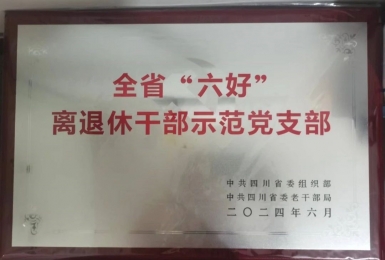 全省“六好”
离退休干部示范党支部
中共四川省委组织部
中共四川省委老干部局
二〇二四年六月